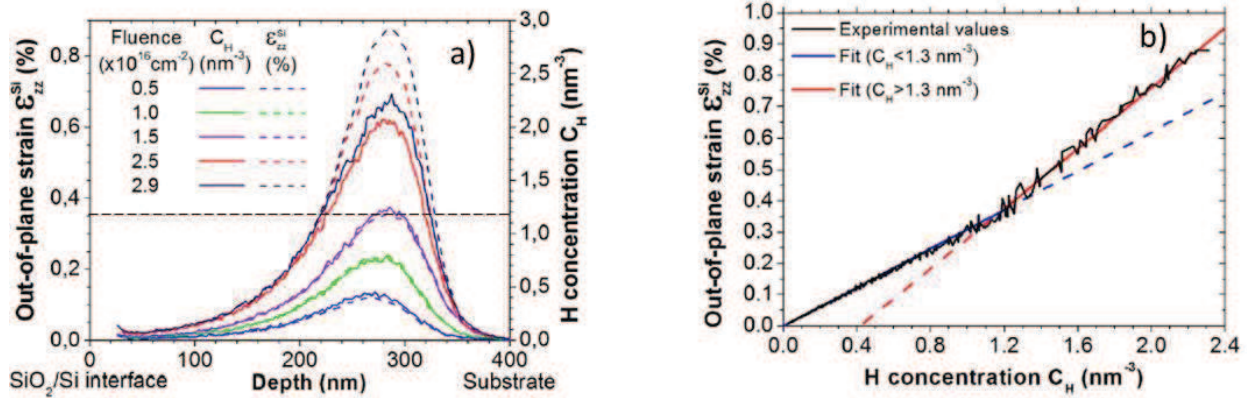 a)
Fluence C_H ε_zz^Si
(x10^16cm^-2) (nm^-3) (%)
0.5
1.0
1.5
2.5
2.9
Out-of-plane strain ε_zz^Si (%)
0,8
0,6
0,4
0,2
0,0
H concentration C_H (nm^-3)
3,0
2,5
2,0
1,5
1,0
0,5
0,0
0 100 200 300 400
SiO_2/Si interface Depth (nm) Substrate
b)
Experimental values
Fit (C_H<1.3 nm^-3)
Fit (C_H>1.3 nm^-3)
Out-of-plane strain ε_zz^Si (%)
1.0
0.9
0.8
0.7
0.6
0.5
0.4
0.3
0.2
0.1
0.0
0.0 0.4 0.8 1.2 1.6 2.0 2.4
H concentration C_H (nm^-3)